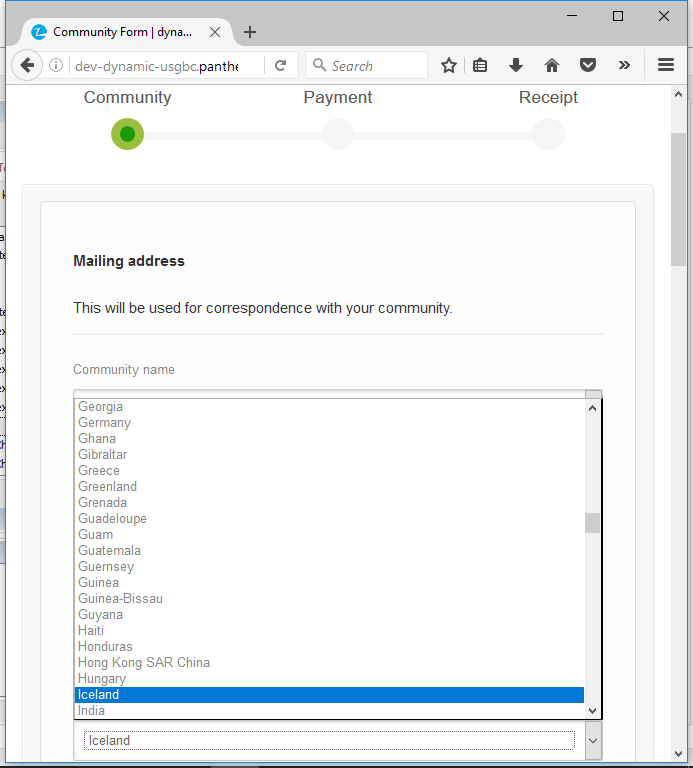 Community Form | dyna...
dev-dynamic-usgbc.panthe
Search
Community
Payment
Receipt
Mailing address
This will be used for correspondence with your community.
Community name
Georgia
Germany
Ghana
Gibraltar
Greece
Greenland
Grenada
Guadeloupe
Guam
Guatemala
Guernsey
Guinea
Guinea-Bissau
Guyana
Haiti
Honduras
Hong Kong SAR China
Hungary
Iceland
India
Iceland